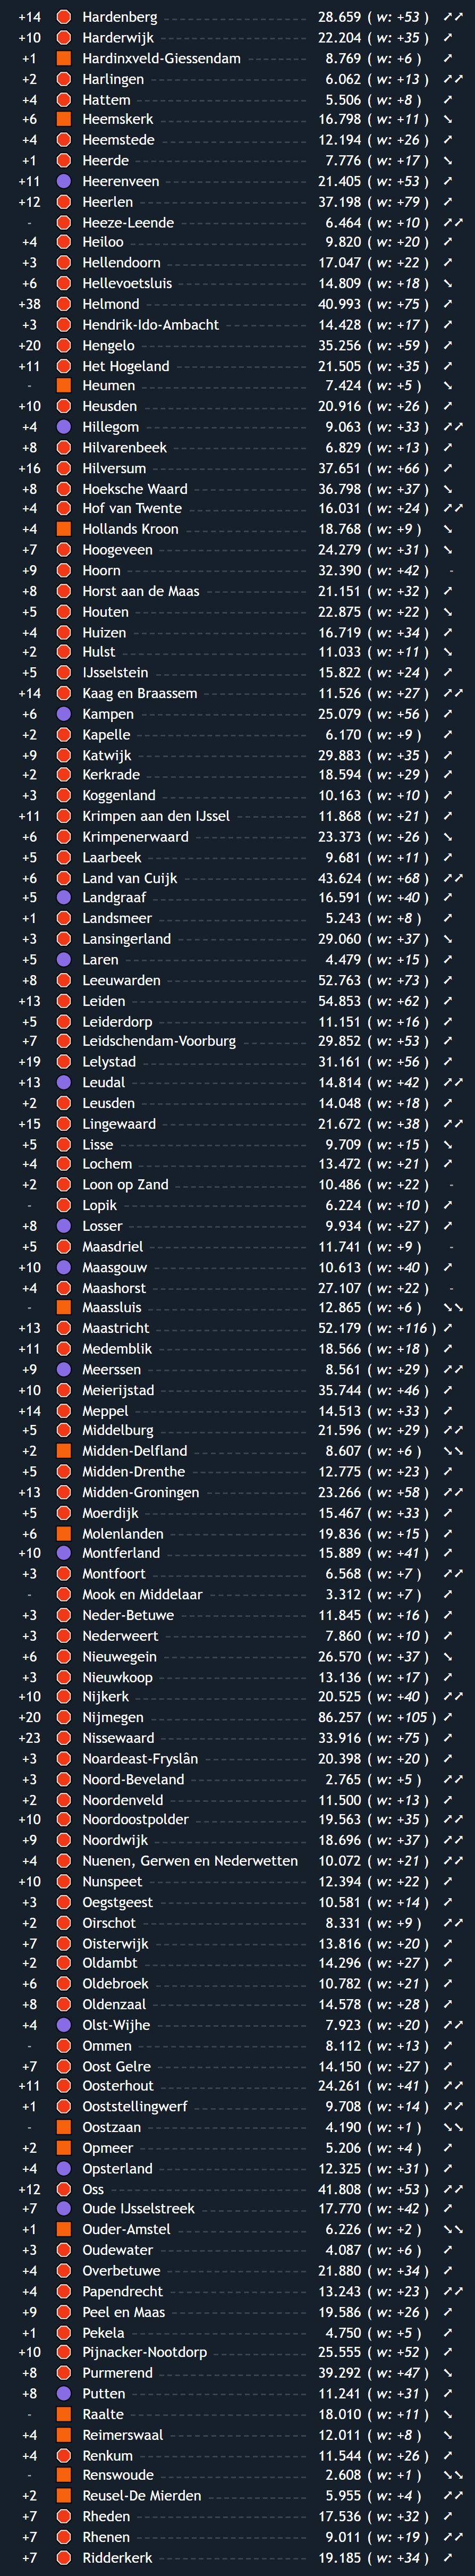 +14 Hardenberg 28.659 ( w: +53 ) ↗↗
+10 Harderwijk 22.204 ( w: +35 ) ↗
+1 Hardinxveld-Giessendam 8.769 ( w: +6 ) ↗
+2 Harlingen 6.062 ( w: +13 ) ↗↗
+4 Hattem 5.506 ( w: +8 ) ↗
+6 Heemskerk 16.798 ( w: +11 ) ↘
+4 Heemstede 12.194 ( w: +26 ) ↗
+1 Heerde 7.776 ( w: +17 ) ↘
+11 Heerenveen 21.405 ( w: +53 ) ↗
+12 Heerlen 37.198 ( w: +79 ) ↗
- Heeze-Leende 6.464 ( w: +10 ) ↗↗
+4 Heiloo 9.820 ( w: +20 ) ↗
+3 Hellendoorn 17.047 ( w: +22 ) ↗
+6 Hellevoetsluis 14.809 ( w: +18 ) ↘
+38 Helmond 40.993 ( w: +75 ) ↗
+3 Hendrik-Ido-Ambacht 14.428 ( w: +17 ) ↗
+20 Hengelo 35.256 ( w: +59 ) ↗
+11 Het Hogeland 21.505 ( w: +35 ) ↗
- Heumen 7.424 ( w: +5 ) ↘
+10 Heusden 20.916 ( w: +26 ) ↗
+4 Hillegom 9.063 ( w: +33 ) ↗↗
+8 Hilvarenbeek 6.829 ( w: +13 ) ↗
+16 Hilversum 37.651 ( w: +66 ) ↗
+8 Hoeksche Waard 36.798 ( w: +37 ) ↘
+4 Hof van Twente 16.031 ( w: +24 ) ↗↗
+4 Hollands Kroon 18.768 ( w: +9 ) ↘
+7 Hoogeveen 24.279 ( w: +31 ) ↘
+9 Hoorn 32.390 ( w: +42 ) -
+8 Horst aan de Maas 21.151 ( w: +32 ) ↗
+5 Houten 22.875 ( w: +22 ) ↘
+4 Huizen 16.719 ( w: +34 ) ↗
+2 Hulst 11.033 ( w: +11 ) ↘
+5 IJsselstein 15.822 ( w: +24 ) ↗
+14 Kaag en Braassem 11.526 ( w: +27 ) ↗↗
+6 Kampen 25.079 ( w: +56 ) ↗
+2 Kapelle 6.170 ( w: +9 ) ↗
+9 Katwijk 29.883 ( w: +35 ) ↗
+2 Kerkrade 18.594 ( w: +29 ) ↗
+3 Koggenland 10.163 ( w: +10 ) ↗
+11 Krimpen aan den IJssel 11.868 ( w: +21 ) ↗
+6 Krimpenerwaard 23.373 ( w: +26 ) ↘
+5 Laarbeek 9.681 ( w: +11 ) ↗
+6 Land van Cuijk 43.624 ( w: +68 ) ↗↗
+5 Landgraaf 16.591 ( w: +40 ) ↗
+1 Landsmeer 5.243 ( w: +8 ) ↗
+3 Lansingerland 29.060 ( w: +37 ) ↘
+5 Laren 4.479 ( w: +15 ) ↗
+8 Leeuwarden 52.763 ( w: +73 ) ↗
+13 Leiden 54.853 ( w: +62 ) ↗
+5 Leiderdorp 11.151 ( w: +16 ) ↗
+7 Leidschendam-Voorburg 29.852 ( w: +53 ) ↗
+19 Lelystad 31.161 ( w: +56 ) ↗
+13 Leudal 14.814 ( w: +42 ) ↗↗
+2 Leusden 14.048 ( w: +18 ) ↗
+15 Lingewaard 21.672 ( w: +38 ) ↗↗
+5 Lisse 9.709 ( w: +15 ) ↘
+4 Lochem 13.472 ( w: +21 ) ↗
+2 Loon op Zand 10.486 ( w: +22 ) -
- Lopik 6.224 ( w: +10 ) ↗
+8 Losser 9.934 ( w: +27 ) ↗
+5 Maasdriel 11.741 ( w: +9 ) -
+10 Maasgouw 10.613 ( w: +40 ) ↗
+4 Maashorst 27.107 ( w: +22 ) -
- Maassluis 12.865 ( w: +6 ) ↘↘
+13 Maastricht 52.179 ( w: +116 ) ↗
+11 Medemblik 18.566 ( w: +18 ) ↗
+9 Meerssen 8.561 ( w: +29 ) ↗↗
+10 Meierijstad 35.744 ( w: +46 ) ↗
+14 Meppel 14.513 ( w: +33 ) ↗
+5 Middelburg 21.596 ( w: +29 ) ↗↗
+2 Midden-Delfland 8.607 ( w: +6 ) ↘↘
+5 Midden-Drenthe 12.775 ( w: +23 ) ↗
+13 Midden-Groningen 23.266 ( w: +58 ) ↗↗
+5 Moerdijk 15.467 ( w: +33 ) ↗
+6 Molenlanden 19.836 ( w: +15 ) ↗
+10 Montferland 15.889 ( w: +41 ) ↗
+3 Montfoort 6.568 ( w: +7 ) ↗↗
- Mook en Middelaar 3.312 ( w: +7 ) ↗
+3 Neder-Betuwe 11.845 ( w: +16 ) ↗
+3 Nederweert 7.860 ( w: +10 ) ↗
+6 Nieuwegein 26.570 ( w: +37 ) ↘
+3 Nieuwkoop 13.136 ( w: +17 ) ↗
+10 Nijkerk 20.525 ( w: +40 ) ↗↗
+20 Nijmegen 86.257 ( w: +105 ) ↗
+23 Nissewaard 33.916 ( w: +75 ) ↗
+3 Noardeast-Fryslân 20.398 ( w: +20 ) ↗
+3 Noord-Beveland 2.765 ( w: +5 ) ↗↗
+2 Noordenveld 11.500 ( w: +13 ) ↗
+10 Noordoostpolder 19.563 ( w: +35 ) ↗↗
+9 Noordwijk 18.696 ( w: +37 ) ↗↗
+4 Nuenen, Gerwen en Nederwetten 10.072 ( w: +21 ) ↗↗
+10 Nunspeet 12.394 ( w: +22 ) ↗
+3 Oegstgeest 10.581 ( w: +14 ) ↗
+2 Oirschot 8.331 ( w: +9 ) ↗↗
+7 Oisterwijk 13.816 ( w: +20 ) ↗
+2 Oldambt 14.296 ( w: +27 ) ↗
+6 Oldebroek 10.782 ( w: +21 ) ↗
+8 Oldenzaal 14.578 ( w: +28 ) ↗
+4 Olst-Wijhe 7.923 ( w: +20 ) ↗↗
- Ommen 8.112 ( w: +13 ) ↗
+7 Oost Gelre 14.150 ( w: +27 ) ↗
+11 Oosterhout 24.261 ( w: +41 ) ↗↗
+1 Ooststellingwerf 9.708 ( w: +14 ) ↗↗
- Oostzaan 4.190 ( w: +1 ) ↘↘
+2 Opmeer 5.206 ( w: +4 ) ↗
+4 Opsterland 12.325 ( w: +31 ) ↗
+12 Oss 41.808 ( w: +53 ) ↗↗
+7 Oude IJsselstreek 17.770 ( w: +42 ) ↗
+1 Ouder-Amstel 6.226 ( w: +2 ) ↘↘
+3 Oudewater 4.087 ( w: +6 ) ↗
+4 Overbetuwe 21.880 ( w: +34 ) ↗
+4 Papendrecht 13.243 ( w: +23 ) ↗↗
+9 Peel en Maas 19.586 ( w: +26 ) ↗
+1 Pekela 4.750 ( w: +5 ) ↗
+10 Pijnacker-Nootdorp 25.555 ( w: +52 ) ↗
+8 Purmerend 39.292 ( w: +47 ) ↘
+8 Putten 11.241 ( w: +31 ) ↗
- Raalte 18.010 ( w: +11 ) ↘
+4 Reimerswaal 12.011 ( w: +8 ) ↘
+4 Renkum 11.544 ( w: +26 ) ↗
- Renswoude 2.608 ( w: +1 ) ↘↘
+2 Reusel-De Mierden 5.955 ( w: +4 ) ↗↗
+7 Rheden 17.536 ( w: +32 ) ↗
+7 Rhenen 9.011 ( w: +19 ) ↗↗
+7 Ridderkerk 19.185 ( w: +34 ) ↗